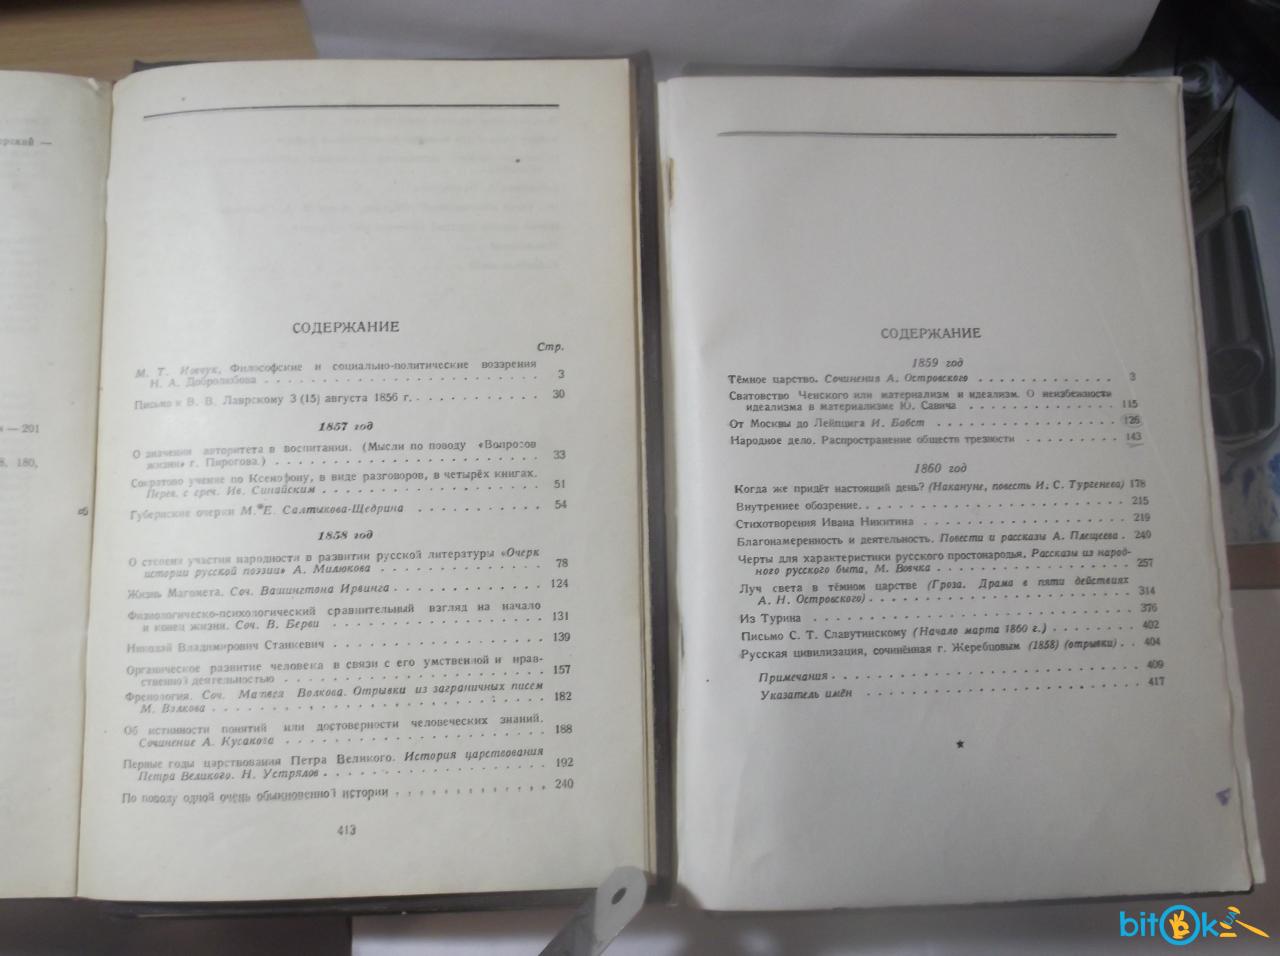 ерский —
— 201
8, 180,
СОДЕРЖАНИЕ
Стр.
М. Т. Иовчук, Философские и социально-политические воззрения
Н. А. Добролюбова . . . . . . . . . . . . . . . . . . . . . 3
Письмо к В. В. Лаврскому 3 (15) августа 1856 г. . . . . . . . . . . 30
1857 год
О значении авторитета в воспитании. (Мысли по поводу «Вопросов
жизни» г. Пирогова.) . . . . . . . . . . . . . . . . . . . . 33
Сократово учение по Ксенофону, в виде разговоров, в четырёх книгах.
Перев. с греч. Ив. Синайским . . . . . . . . . . . . . . . . 51
Губернские очерки М. Е. Салтыкова-Щедрина . . . . . . . . . 54
1858 год
О степени участия народности в развитии русской литературы «Очерк
истории русской поэзии» А. Милюкова . . . . . . . . . . . . 78
Жизнь Магомета. Соч. Вашингтона Ирвинга . . . . . . . . . . . 124
Физиологическо-психологический сравнительный взгляд на начало
и конец жизни. Соч. В. Берви . . . . . . . . . . . . . . . 131
Николай Владимирович Станкевич . . . . . . . . . . . . . . . 139
Органическое развитие человека в связи с его умственной и нрав-
ственной деятельностью . . . . . . . . . . . . . . . . . . 157
Френология. Соч. Матвея Волкова. Отрывки из заграничных писем
М. Волкова . . . . . . . . . . . . . . . . . . . . . . . . 182
Об истинности понятий или достоверности человеческих знаний.
Сочинение А. Кусакова . . . . . . . . . . . . . . . . . . . 188
Первые годы царствования Петра Великого. История царствования
Петра Великого. Н. Устрялов . . . . . . . . . . . . . . . . 192
По поводу одной очень обыкновенной истории . . . . . . . . . . 240
413
СОДЕРЖАНИЕ
1859 год
Тёмное царство. Сочинения А. Островского . . . . . . . . . . . 3
Сватовство Ченского или материализм и идеализм. О неизбежности
идеализма в материализме Ю. Савича . . . . . . . . . . . . 115
От Москвы до Лейпцига И. Бабст . . . . . . . . . . . . . . . 126
Народное дело. Распространение обществ трезвости . . . . . . . 143
1860 год
Когда же придёт настоящий день? (Накануне, повесть И. С. Тургенева) 178
Внутреннее обозрение. . . . . . . . . . . . . . . . . . . . . 215
Стихотворения Ивана Никитина . . . . . . . . . . . . . . . . 219
Благонамеренность и деятельность. Повести и рассказы А. Плещеева . 240
Черты для характеристики русского простонародья. Рассказы из народ-
ного русского быта, М. Вовчка . . . . . . . . . . . . . . . 257
Луч света в тёмном царстве (Гроза. Драма в пяти действиях
А. Н. Островского) . . . . . . . . . . . . . . . . . . . . 314
Из Турина . . . . . . . . . . . . . . . . . . . . . . . . . 376
Письмо С. Т. Славутинскому (Начало марта 1860 г.) . . . . . . . 402
Русская цивилизация, сочинённая г. Жеребцовым (1858) (отрывки) . . 404
Примечания . . . . . . . . . . . . . . . . . . . . . . . . 409
Указатель имён . . . . . . . . . . . . . . . . . . . . . . 417
bitok.ua